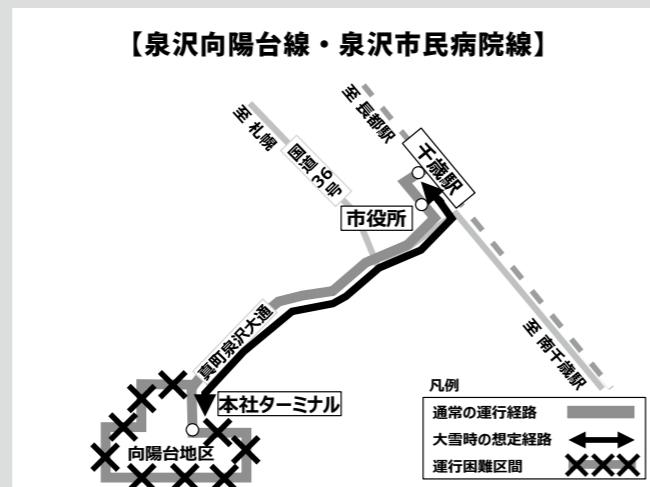 【泉沢向陽台線・泉沢市民病院線】
至 長都駅
至 札幌
国道36号
千歳駅
市役所
真町泉沢大通
至 南千歳駅
本社ターミナル
向陽台地区
凡例
通常の運行経路
大雪時の想定経路
運行困難区間